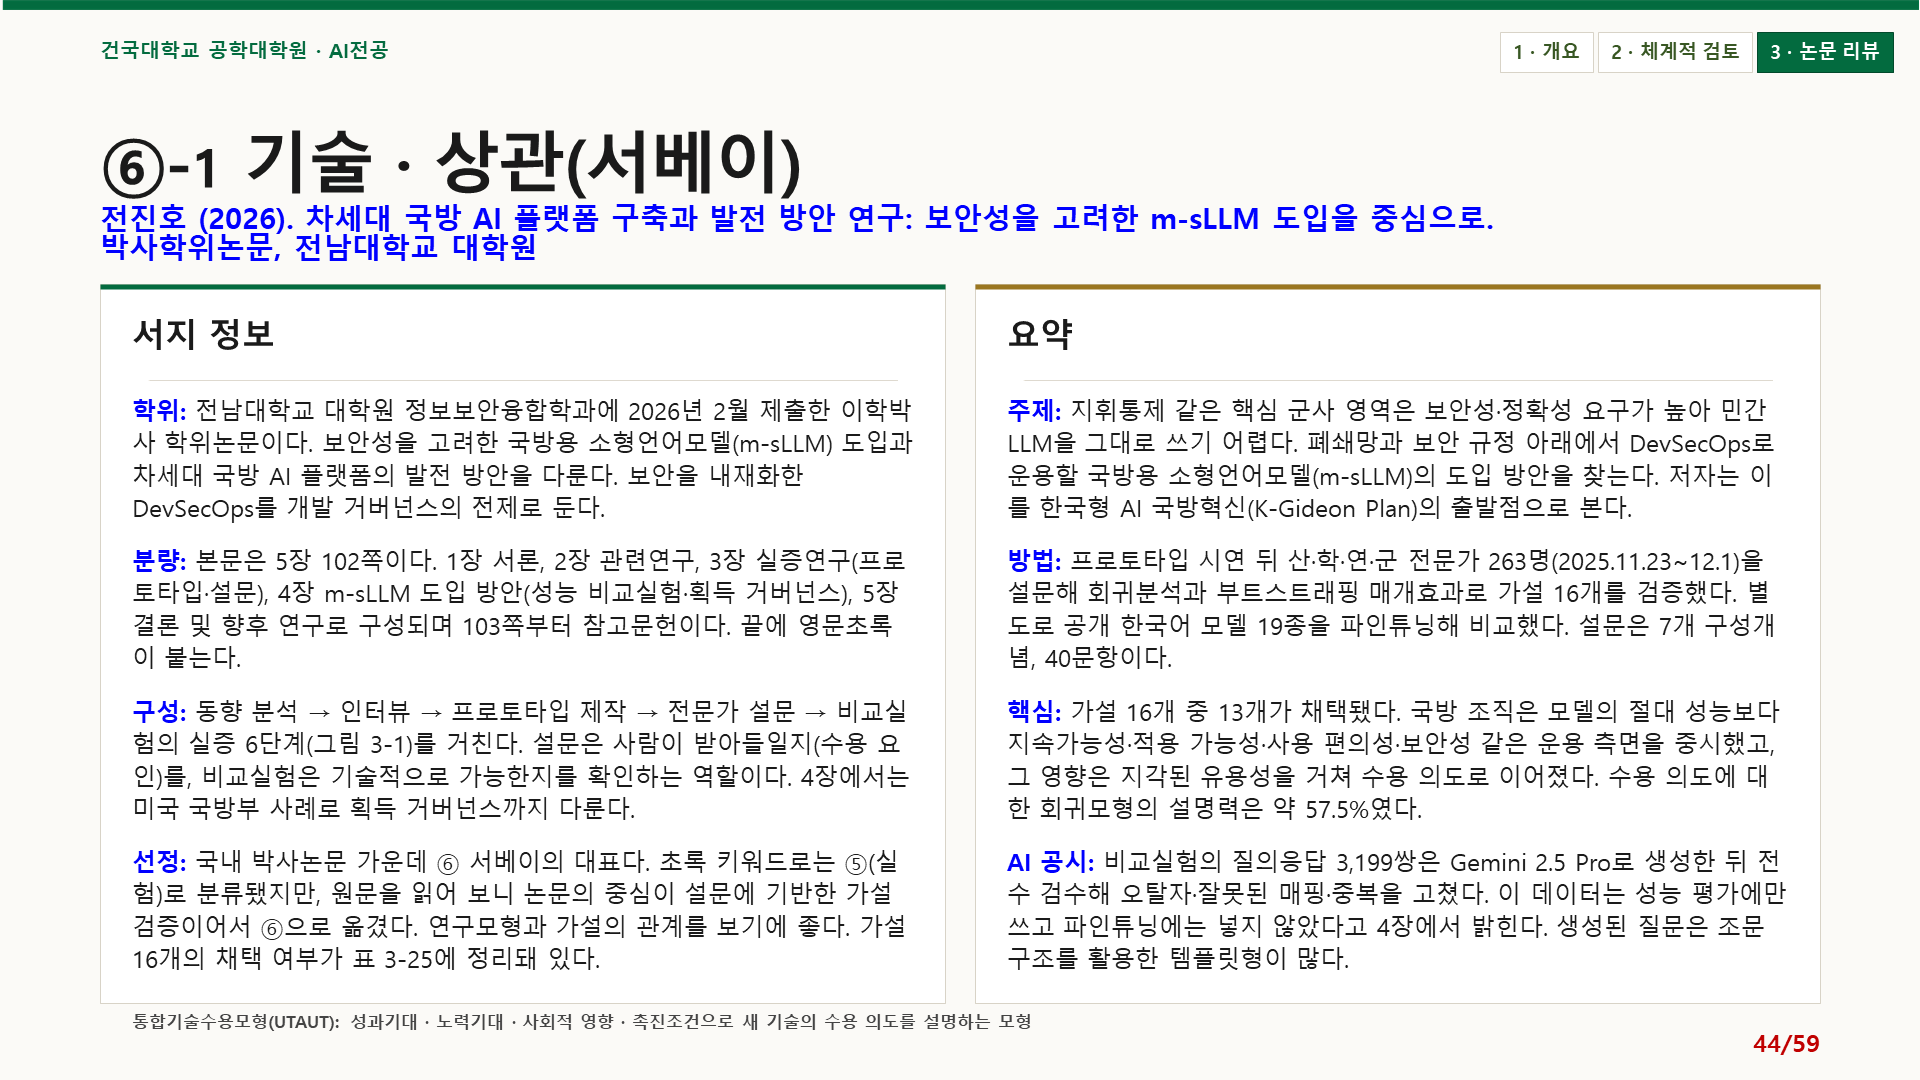 건국대학교 공학대학원 · AI전공
1 · 개요
2 · 체계적 검토
3 · 논문 리뷰
⑥-1 기술 · 상관(서베이)
전진호 (2026). 차세대 국방 AI 플랫폼 구축과 발전 방안 연구: 보안성을 고려한 m-sLLM 도입을 중심으로.
박사학위논문, 전남대학교 대학원
서지 정보
학위: 전남대학교 대학원 정보보안융합학과에 2026년 2월 제출한 이학박
사 학위논문이다. 보안성을 고려한 국방용 소형언어모델(m-sLLM) 도입과
차세대 국방 AI 플랫폼의 발전 방안을 다룬다. 보안을 내재화한
DevSecOps를 개발 거버넌스의 전제로 둔다.
분량: 본문은 5장 102쪽이다. 1장 서론, 2장 관련연구, 3장 실증연구(프로
토타입·설문), 4장 m-sLLM 도입 방안(성능 비교실험·획득 거버넌스), 5장
결론 및 향후 연구로 구성되며 103쪽부터 참고문헌이다. 끝에 영문초록
이 붙는다.
구성: 동향 분석 → 인터뷰 → 프로토타입 제작 → 전문가 설문 → 비교실
험의 실증 6단계(그림 3-1)를 거친다. 설문은 사람이 받아들일지(수용 요
인)를, 비교실험은 기술적으로 가능한지를 확인하는 역할이다. 4장에서는
미국 국방부 사례로 획득 거버넌스까지 다룬다.
선정: 국내 박사논문 가운데 ⑥ 서베이의 대표다. 초록 키워드로는 ⑤(실
험)로 분류됐지만, 원문을 읽어 보니 논문의 중심이 설문에 기반한 가설
검증이어서 ⑥으로 옮겼다. 연구모형과 가설의 관계를 보기에 좋다. 가설
16개의 채택 여부가 표 3-25에 정리돼 있다.
요약
주제: 지휘통제 같은 핵심 군사 영역은 보안성·정확성 요구가 높아 민간
LLM을 그대로 쓰기 어렵다. 폐쇄망과 보안 규정 아래에서 DevSecOps로
운용할 국방용 소형언어모델(m-sLLM)의 도입 방안을 찾는다. 저자는 이
를 한국형 AI 국방혁신(K-Gideon Plan)의 출발점으로 본다.
방법: 프로토타입 시연 뒤 산·학·연·군 전문가 263명(2025.11.23~12.1)을
설문해 회귀분석과 부트스트래핑 매개효과로 가설 16개를 검증했다. 별
도로 공개 한국어 모델 19종을 파인튜닝해 비교했다. 설문은 7개 구성개
념, 40문항이다.
핵심: 가설 16개 중 13개가 채택됐다. 국방 조직은 모델의 절대 성능보다
지속가능성·적용 가능성·사용 편의성·보안성 같은 운용 측면을 중시했고,
그 영향은 지각된 유용성을 거쳐 수용 의도로 이어졌다. 수용 의도에 대
한 회귀모형의 설명력은 약 57.5%였다.
AI 공시: 비교실험의 질의응답 3,199쌍은 Gemini 2.5 Pro로 생성한 뒤 전
수 검수해 오탈자·잘못된 매핑·중복을 고쳤다. 이 데이터는 성능 평가에만
쓰고 파인튜닝에는 넣지 않았다고 4장에서 밝힌다. 생성된 질문은 조문
구조를 활용한 템플릿형이 많다.
통합기술수용모형(UTAUT): 성과기대 · 노력기대 · 사회적 영향 · 촉진조건으로 새 기술의 수용 의도를 설명하는 모형
44/59